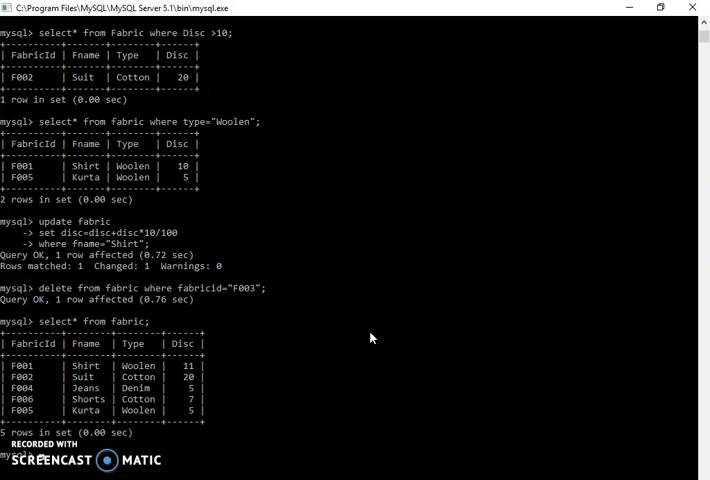 C:\Program Files\MySQL\MySQL Server 5.1\bin\mysql.exe
mysql> select* from Fabric where Disc >10;
+----------+-------+--------+------+
| FabricId | Fname | Type   | Disc |
+----------+-------+--------+------+
| F002     | Suit  | Cotton |   20 |
+----------+-------+--------+------+
1 row in set (0.00 sec)
mysql> select* from fabric where type="Woolen";
+----------+-------+--------+------+
| FabricId | Fname | Type   | Disc |
+----------+-------+--------+------+
| F001     | Shirt | Woolen |   10 |
| F005     | Kurta | Woolen |    5 |
+----------+-------+--------+------+
2 rows in set (0.00 sec)
mysql> update fabric
    -> set disc=disc+disc*10/100
    -> where fname="Shirt";
Query OK, 1 row affected (0.72 sec)
Rows matched: 1  Changed: 1  Warnings: 0
mysql> delete from fabric where fabricid="F003";
Query OK, 1 row affected (0.76 sec)
mysql> select* from fabric;
+----------+--------+--------+------+
| FabricId | Fname  | Type   | Disc |
+----------+--------+--------+------+
| F001     | Shirt  | Woolen |   11 |
| F002     | Suit   | Cotton |   20 |
| F004     | Jeans  | Denim  |    5 |
| F006     | Shorts | Cotton |    7 |
| F005     | Kurta  | Woolen |    5 |
+----------+--------+--------+------+
5 rows in set (0.00 sec)
RECORDED WITH
SCREENCAST MATIC